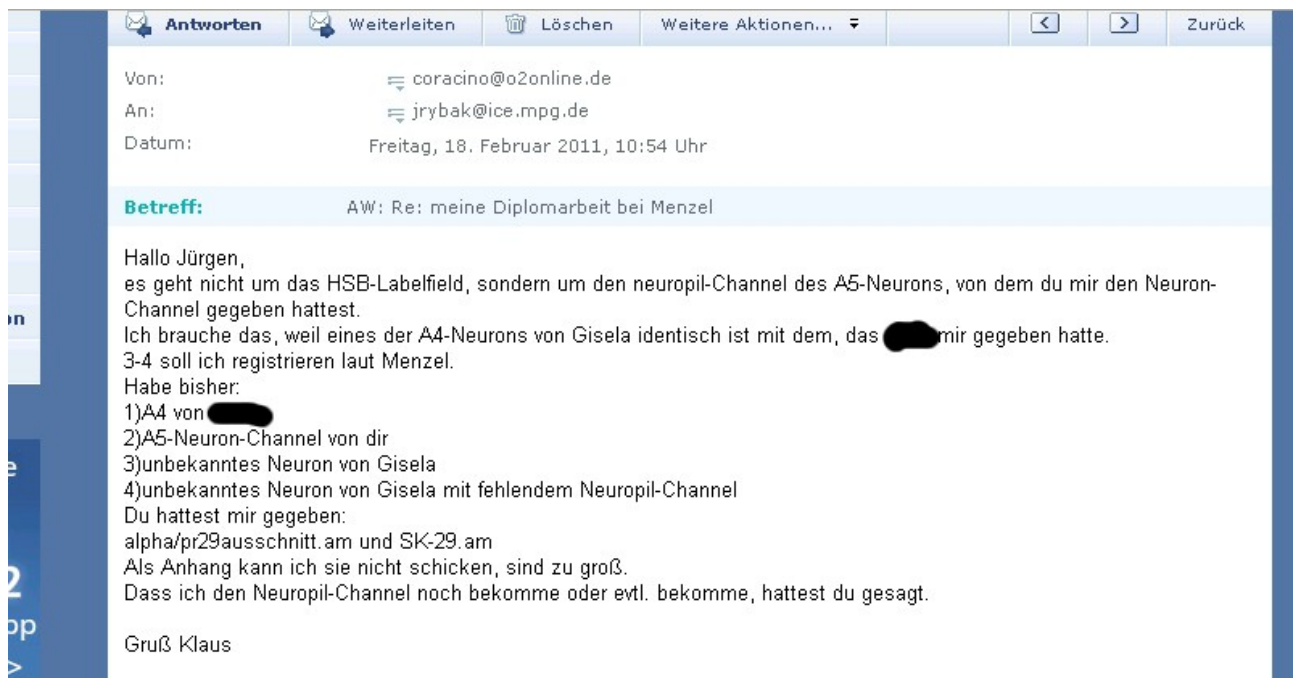 Antworten Weiterleiten Löschen Weitere Aktionen... < > Zurück
Von: coracino@o2online.de
An: jrybak@ice.mpg.de
Datum: Freitag, 18. Februar 2011, 10:54 Uhr
Betreff: AW: Re: meine Diplomarbeit bei Menzel
Hallo Jürgen,
es geht nicht um das HSB-Labelfield, sondern um den neuropil-Channel des A5-Neurons, von dem du mir den Neuron-
Channel gegeben hattest.
Ich brauche das, weil eines der A4-Neurons von Gisela identisch ist mit dem, das mir gegeben hatte.
3-4 soll ich registrieren laut Menzel.
Habe bisher:
1)A4 von
2)A5-Neuron-Channel von dir
3)unbekanntes Neuron von Gisela
4)unbekanntes Neuron von Gisela mit fehlendem Neuropil-Channel
Du hattest mir gegeben:
alpha/pr29ausschnitt.am und SK-29.am
Als Anhang kann ich sie nicht schicken, sind zu groß.
Dass ich den Neuropil-Channel noch bekomme oder evtl. bekomme, hattest du gesagt.
Gruß Klaus